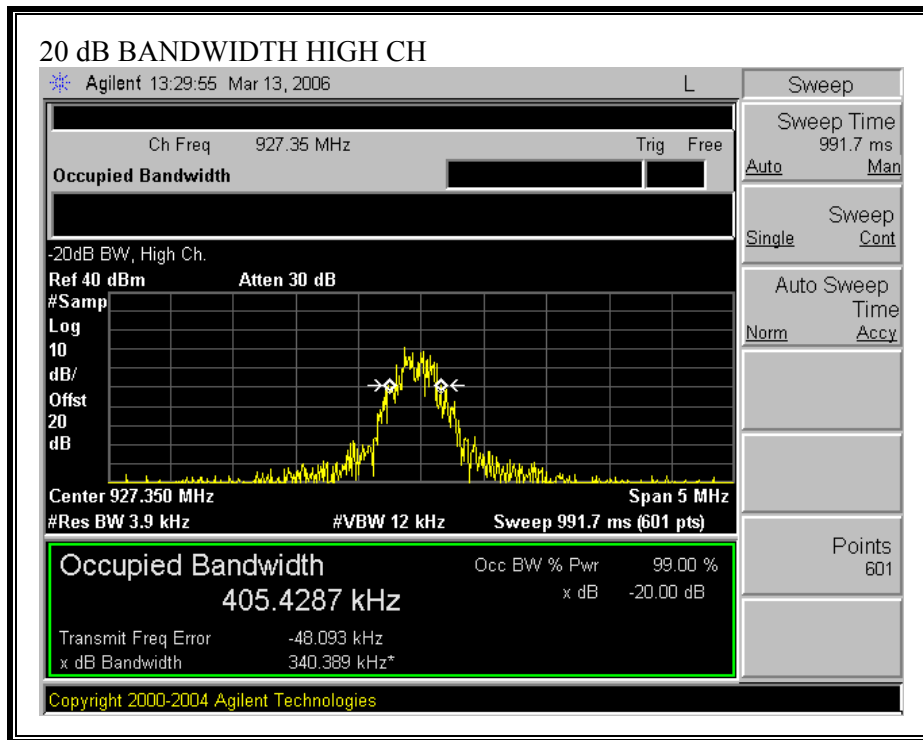 20 dB BANDWIDTH HIGH CH
Agilent 13:29:55 Mar 13, 2006 L
Sweep
Ch Freq 927.35 MHz Trig Free
Occupied Bandwidth
Sweep Time
991.7 ms
Auto Man
Sweep
Single Cont
Auto Sweep
Time
Norm Accy
Points
601
-20dB BW, High Ch.
Ref 40 dBm Atten 30 dB
#Samp
Log
10
dB/
Offst
20
dB
Center 927.350 MHz Span 5 MHz
#Res BW 3.9 kHz #VBW 12 kHz Sweep 991.7 ms (601 pts)
Occupied Bandwidth Occ BW % Pwr 99.00 %
405.4287 kHz x dB -20.00 dB
Transmit Freq Error -48.093 kHz
x dB Bandwidth 340.389 kHz*
Copyright 2000-2004 Agilent Technologies